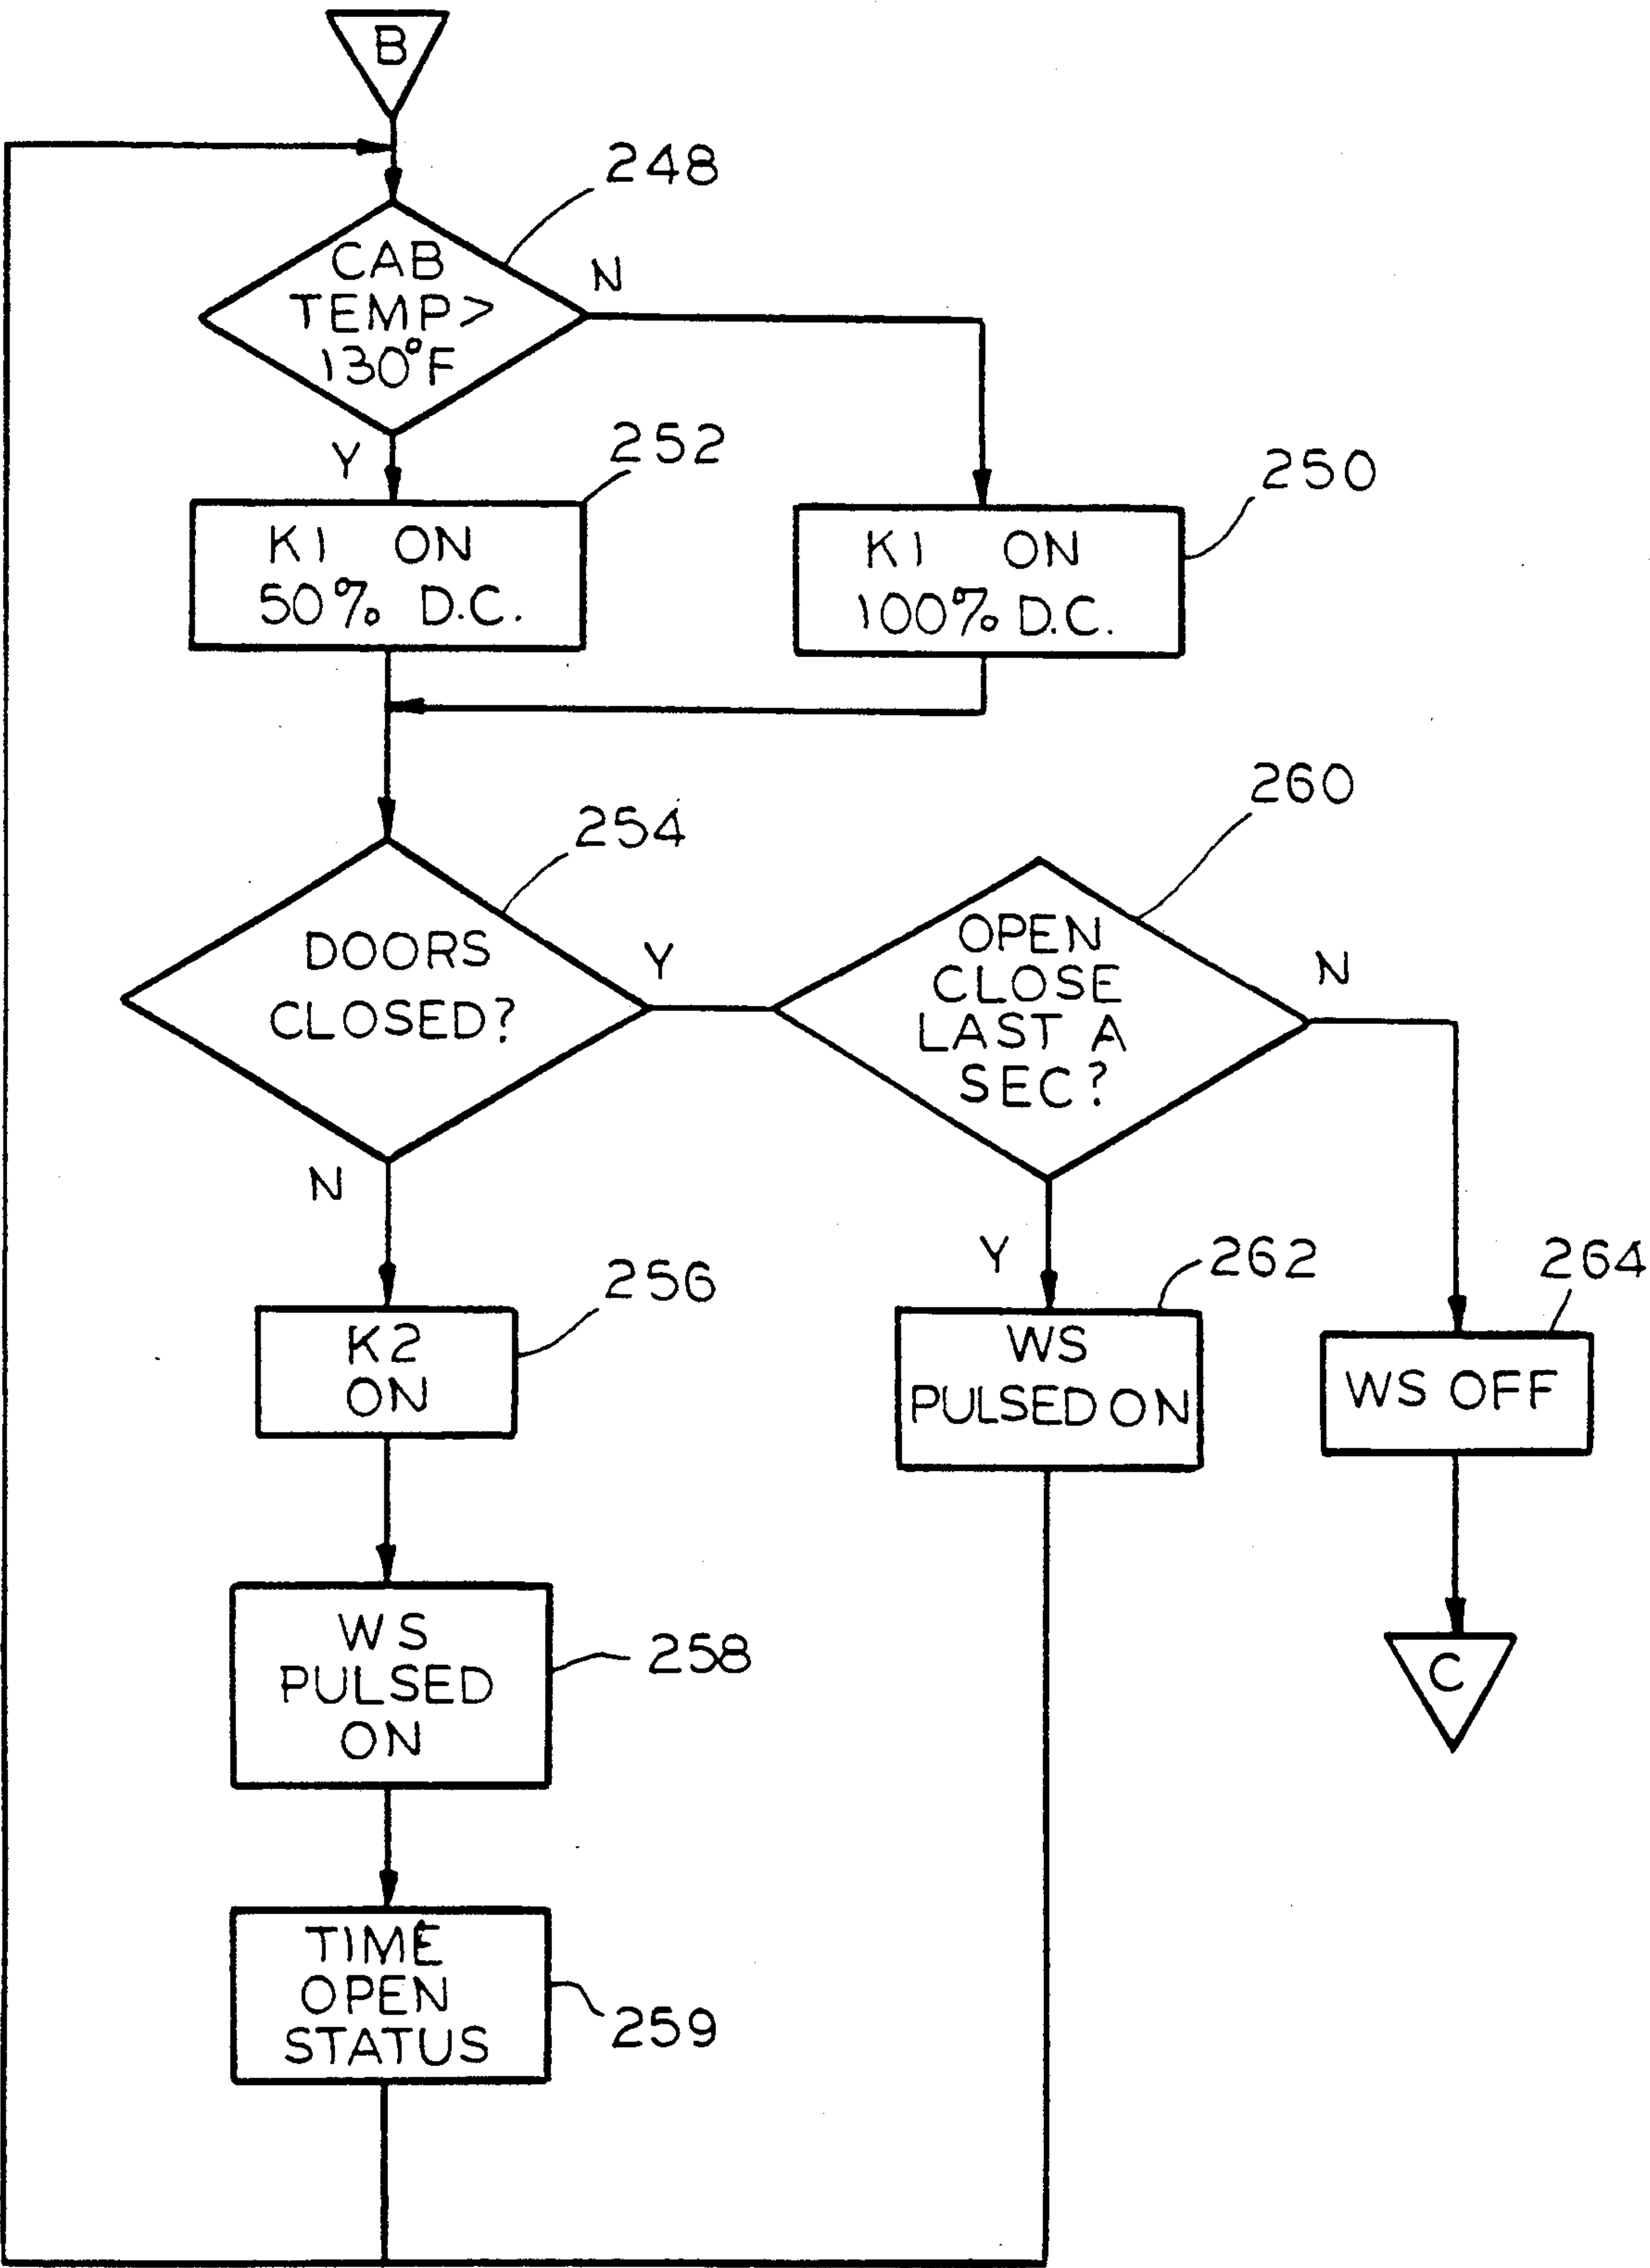 B
248
CAB
TEMP>
130°F
N
Y
252
250
K1 ON
50% D.C.
K1 ON
100% D.C.
254
260
DOORS
CLOSED?
Y
OPEN
CLOSE
LAST A
SEC?
N
N
Y
256
262
264
K2
ON
WS
PULSED ON
WS OFF
WS
PULSED
ON
258
C
TIME
OPEN
STATUS
259